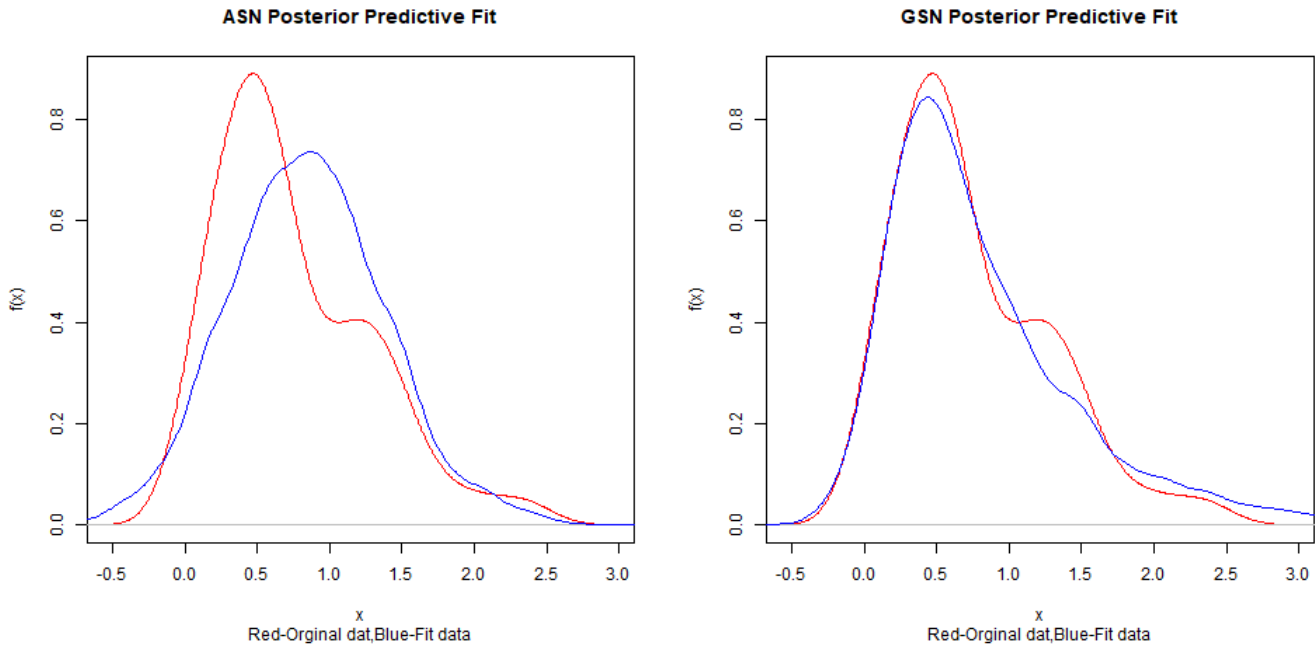 ASN Posterior Predictive Fit
f(x)
0.8
0.6
0.4
0.2
0.0
-0.5 0.0 0.5 1.0 1.5 2.0 2.5 3.0
x
Red-Orginal dat,Blue-Fit data
GSN Posterior Predictive Fit
f(x)
0.8
0.6
0.4
0.2
0.0
-0.5 0.0 0.5 1.0 1.5 2.0 2.5 3.0
x
Red-Orginal dat,Blue-Fit data